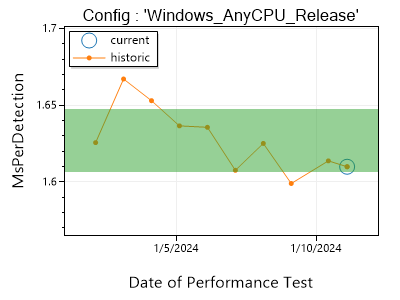 Config : 'Windows_AnyCPU_Release'
1.7
current
historic
1.65
MsPerDetection
1.6
1/5/2024
1/10/2024
Date of Performance Test